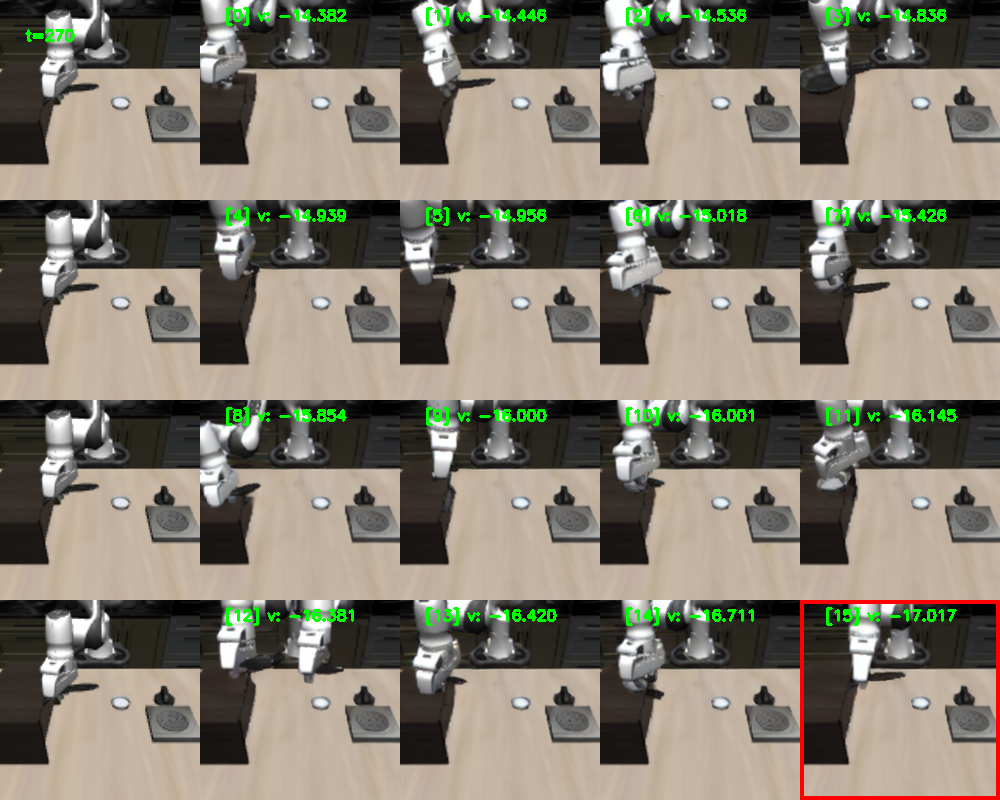 t=270
[0] v: -14.382
[1] v: -14.446
[2] v: -14.536
[3] v: -14.836
[4] v: -14.939
[5] v: -14.956
[6] v: -15.018
[7] v: -15.426
[8] v: -15.854
[9] v: -16.000
[10] v: -16.001
[11] v: -16.145
[12] v: -16.381
[13] v: -16.420
[14] v: -16.711
[15] v: -17.017